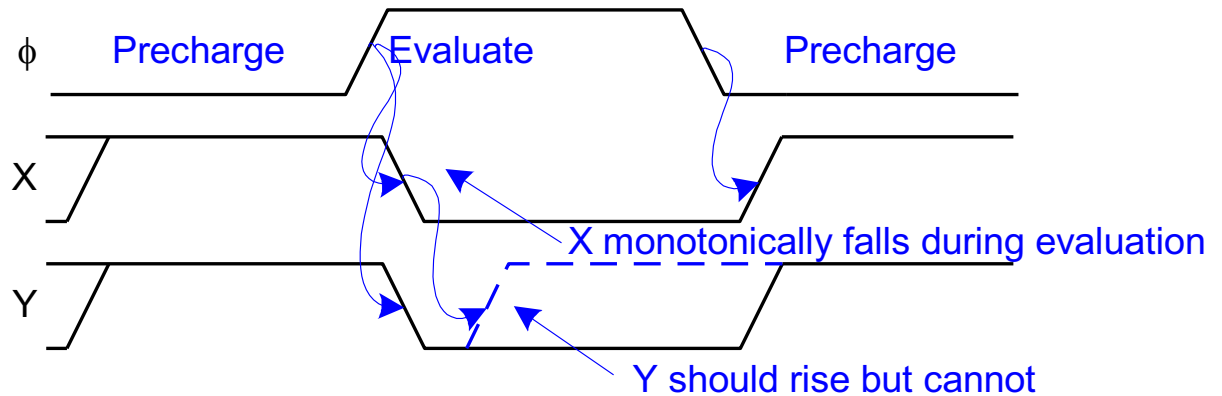 ϕ Precharge Evaluate Precharge
X
X monotonically falls during evaluation
Y
Y should rise but cannot